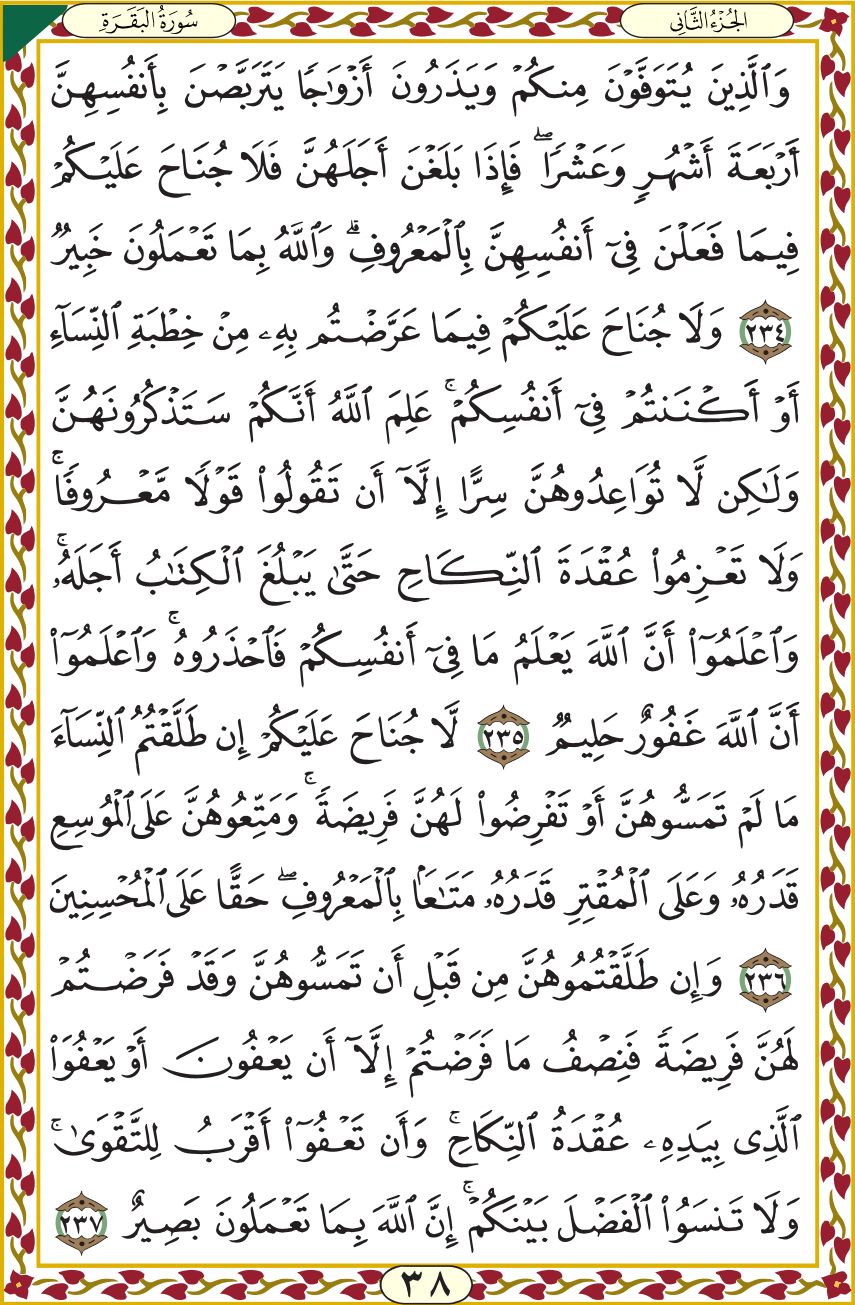 الجُزْءُ الثَّانِي
سُورَةُ البَقَرَةِ
وَٱلَّذِينَ يُتَوَفَّوْنَ مِنكُمْ وَيَذَرُونَ أَزْوَٰجًا يَتَرَبَّصْنَ بِأَنفُسِهِنَّ
أَرْبَعَةَ أَشْهُرٍ وَعَشْرًا ۖ فَإِذَا بَلَغْنَ أَجَلَهُنَّ فَلَا جُنَاحَ عَلَيْكُمْ
فِيمَا فَعَلْنَ فِىٓ أَنفُسِهِنَّ بِٱلْمَعْرُوفِ ۗ وَٱللَّهُ بِمَا تَعْمَلُونَ خَبِيرٌ
٢٣٤ وَلَا جُنَاحَ عَلَيْكُمْ فِيمَا عَرَّضْتُم بِهِۦ مِنْ خِطْبَةِ ٱلنِّسَآءِ
أَوْ أَكْنَنتُمْ فِىٓ أَنفُسِكُمْ ۚ عَلِمَ ٱللَّهُ أَنَّكُمْ سَتَذْكُرُونَهُنَّ
وَلَـٰكِن لَّا تُوَاعِدُوهُنَّ سِرًّا إِلَّآ أَن تَقُولُوا۟ قَوْلًا مَّعْرُوفًا ۚ
وَلَا تَعْزِمُوا۟ عُقْدَةَ ٱلنِّكَاحِ حَتَّىٰ يَبْلُغَ ٱلْكِتَـٰبُ أَجَلَهُۥ ۚ
وَٱعْلَمُوٓا۟ أَنَّ ٱللَّهَ يَعْلَمُ مَا فِىٓ أَنفُسِكُمْ فَٱحْذَرُوهُ ۚ وَٱعْلَمُوٓا۟
أَنَّ ٱللَّهَ غَفُورٌ حَلِيمٌ ٢٣٥ لَّا جُنَاحَ عَلَيْكُمْ إِن طَلَّقْتُمُ ٱلنِّسَآءَ
مَا لَمْ تَمَسُّوهُنَّ أَوْ تَفْرِضُوا۟ لَهُنَّ فَرِيضَةً ۚ وَمَتِّعُوهُنَّ عَلَى ٱلْمُوسِعِ
قَدَرُهُۥ وَعَلَى ٱلْمُقْتِرِ قَدَرُهُۥ مَتَـٰعًۢا بِٱلْمَعْرُوفِ ۖ حَقًّا عَلَى ٱلْمُحْسِنِينَ
٢٣٦ وَإِن طَلَّقْتُمُوهُنَّ مِن قَبْلِ أَن تَمَسُّوهُنَّ وَقَدْ فَرَضْتُمْ
لَهُنَّ فَرِيضَةً فَنِصْفُ مَا فَرَضْتُمْ إِلَّآ أَن يَعْفُونَ أَوْ يَعْفُوَا۟
ٱلَّذِى بِيَدِهِۦ عُقْدَةُ ٱلنِّكَاحِ ۚ وَأَن تَعْفُوٓا۟ أَقْرَبُ لِلتَّقْوَىٰ ۚ
وَلَا تَنسَوُا۟ ٱلْفَضْلَ بَيْنَكُمْ ۚ إِنَّ ٱللَّهَ بِمَا تَعْمَلُونَ بَصِيرٌ ٢٣٧
٣٨